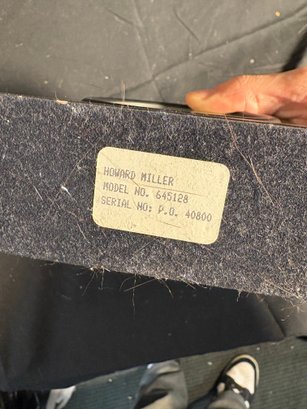 HOWARD MILLER
MODEL NO. 645128
SERIAL NO: P.O. 40800